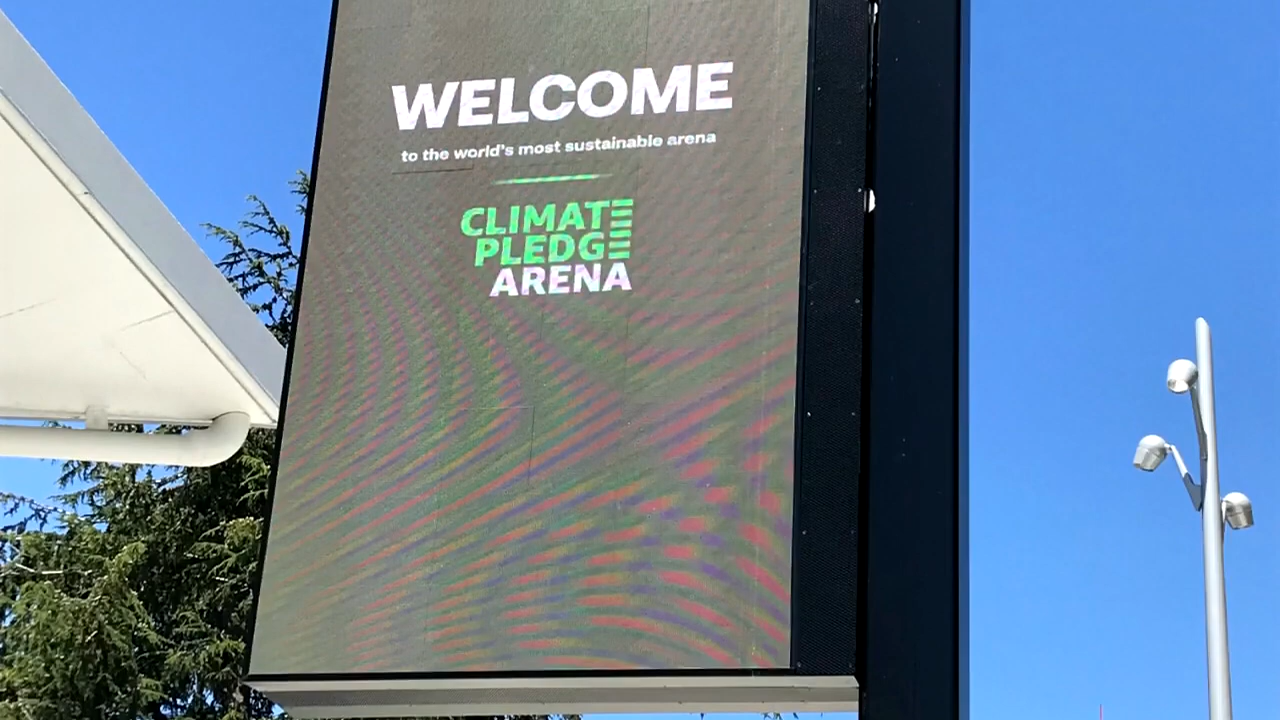 WELCOME
to the world's most sustainable arena
CLIMATE
PLEDGE
ARENA